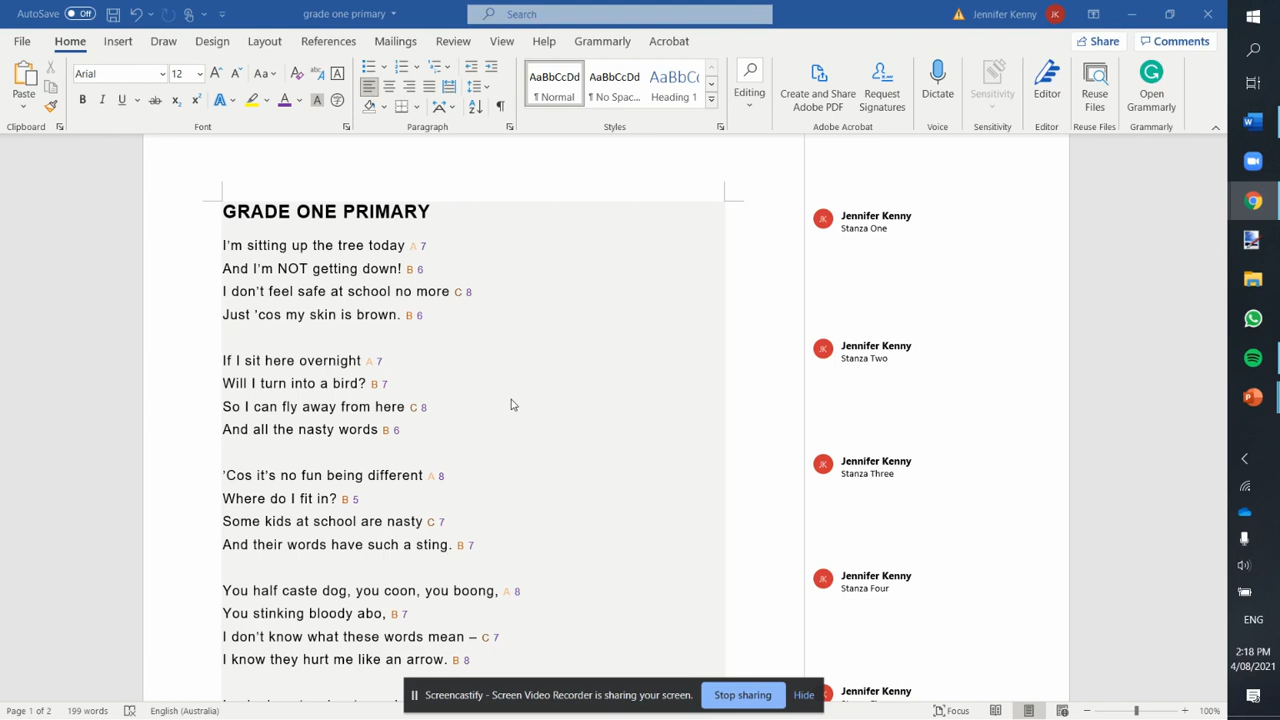 AutoSave Off grade one primary Search Jennifer Kenny JK
File Home Insert Draw Design Layout References Mailings Review View Help Grammarly Acrobat Share Comments
Arial 12 AaBbCcDd AaBbCcDd AaBbC
Paste ¶ Normal ¶ No Spac... Heading 1 Editing Create and Share Adobe PDF Request Signatures Dictate Sensitivity Editor Reuse Files Open Grammarly
Clipboard Font Paragraph Styles Adobe Acrobat Voice Sensitivity Editor Reuse Files Grammarly
GRADE ONE PRIMARY
I’m sitting up the tree today A 7
And I’m NOT getting down! B 6
I don’t feel safe at school no more C 8
Just ’cos my skin is brown. B 6
If I sit here overnight A 7
Will I turn into a bird? B 7
So I can fly away from here C 8
And all the nasty words B 6
’Cos it’s no fun being different A 8
Where do I fit in? B 5
Some kids at school are nasty C 7
And their words have such a sting. B 7
You half caste dog, you coon, you boong, A 8
You stinking bloody abo, B 7
I don’t know what these words mean – C 7
I know they hurt me like an arrow. B 8
JK Jennifer Kenny
Stanza One
JK Jennifer Kenny
Stanza Two
JK Jennifer Kenny
Stanza Three
JK Jennifer Kenny
Stanza Four
Jennifer Kenny
Screencastify - Screen Video Recorder is sharing your screen. Stop sharing Hide
Page 1 of 2 199 words English (Australia) Focus 100%
ENG
2:18 PM
4/08/2021